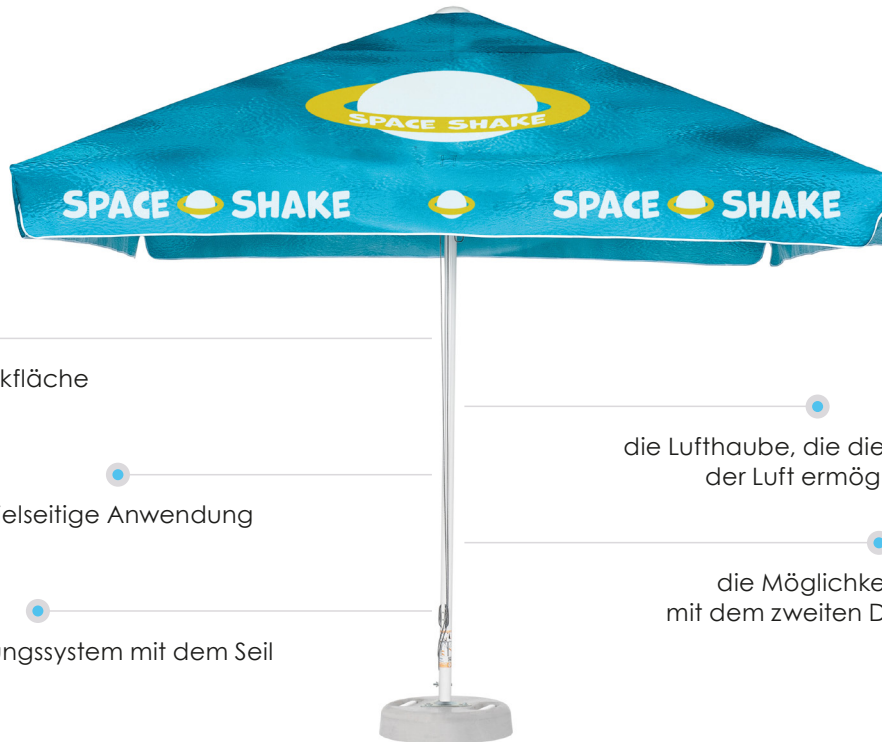 SPACE SHAKE
SPACE SHAKE
SPACE SHAKE
kfläche
die Lufthaube, die die
der Luft ermög
elseitige Anwendung
die Möglichke
mit dem zweiten D
ungssystem mit dem Seil